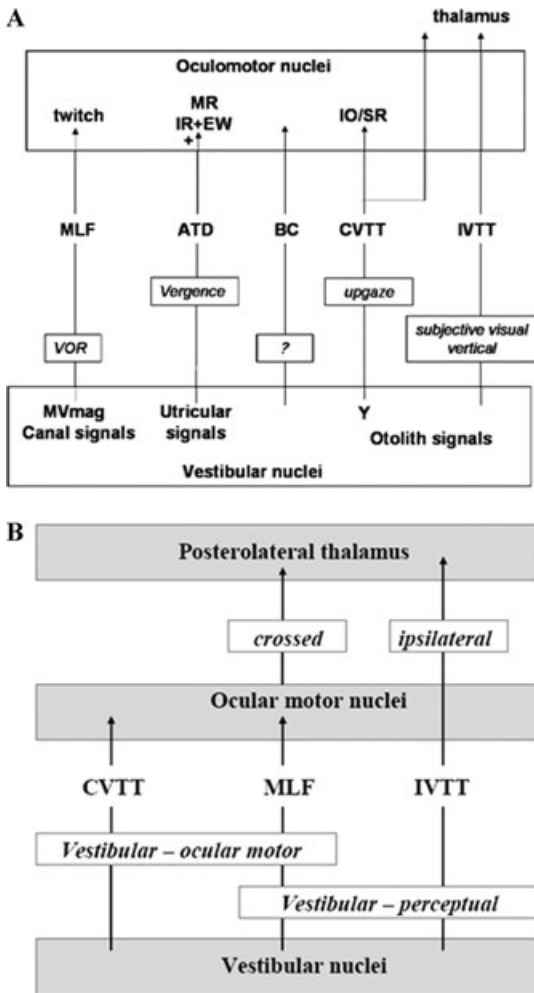 A
thalamus
Oculomotor nuclei
twitch
MR
IR+EW
+
IO/SR
MLF ATD BC CVTT IVTT
Vergence
upgaze
subjective visual
vertical
VOR
?
MVmag
Canal signals
Utricular
signals
Y
Otolith signals
Vestibular nuclei
B
Posterolateral thalamus
crossed ipsilateral
Ocular motor nuclei
CVTT MLF IVTT
Vestibular – ocular motor
Vestibular – perceptual
Vestibular nuclei